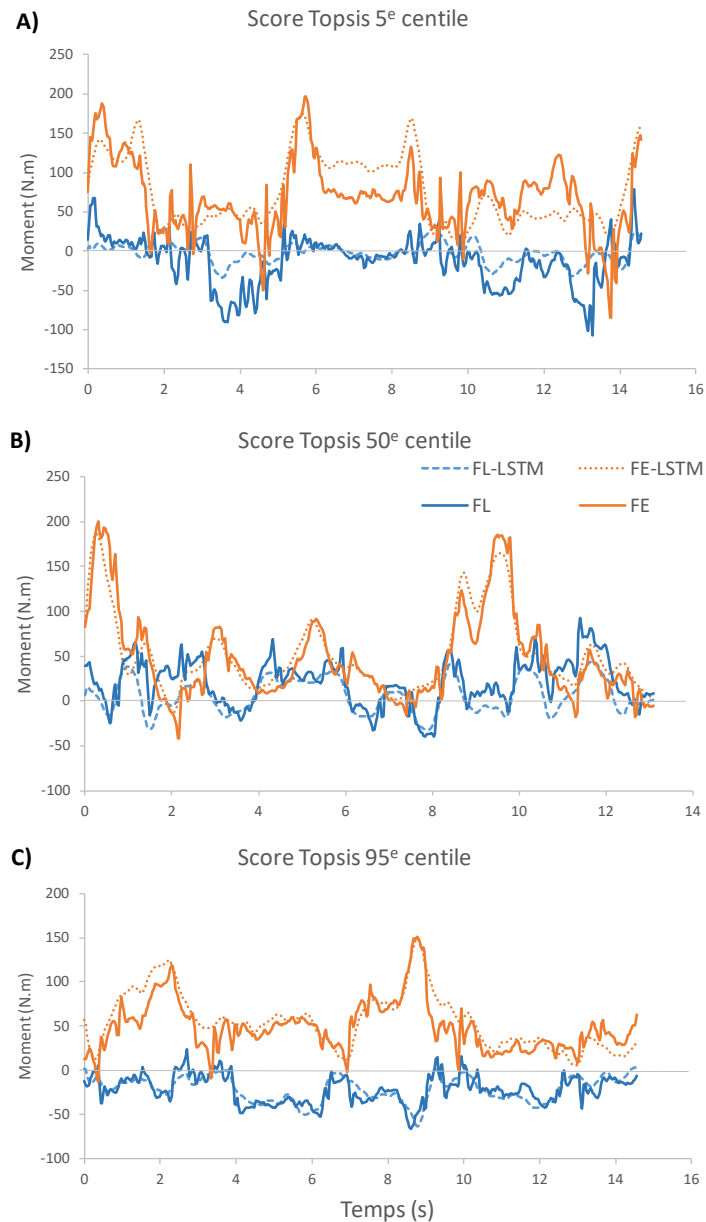 A) Score Topsis 5e centile
250
200
150
100
50
0
-50
-100
-150
Moment (N.m)
0 2 4 6 8 10 12 14 16
B) Score Topsis 50e centile
FL-LSTM FE-LSTM
FL FE
250
200
150
100
50
0
-50
-100
Moment (N.m)
0 2 4 6 8 10 12 14
C) Score Topsis 95e centile
200
150
100
50
0
-50
-100
Moment (N.m)
0 2 4 6 8 10 12 14 16
Temps (s)